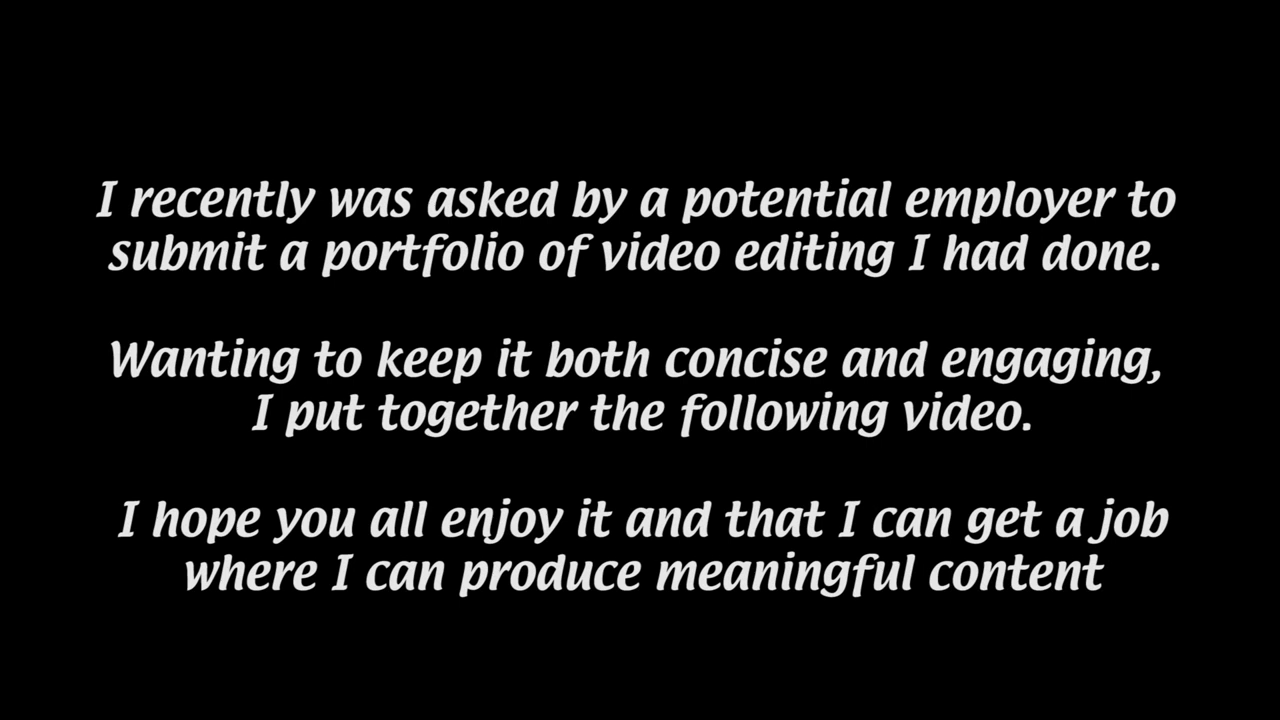 I recently was asked by a potential employer to
submit a portfolio of video editing I had done.
Wanting to keep it both concise and engaging,
I put together the following video.
I hope you all enjoy it and that I can get a job
where I can produce meaningful content